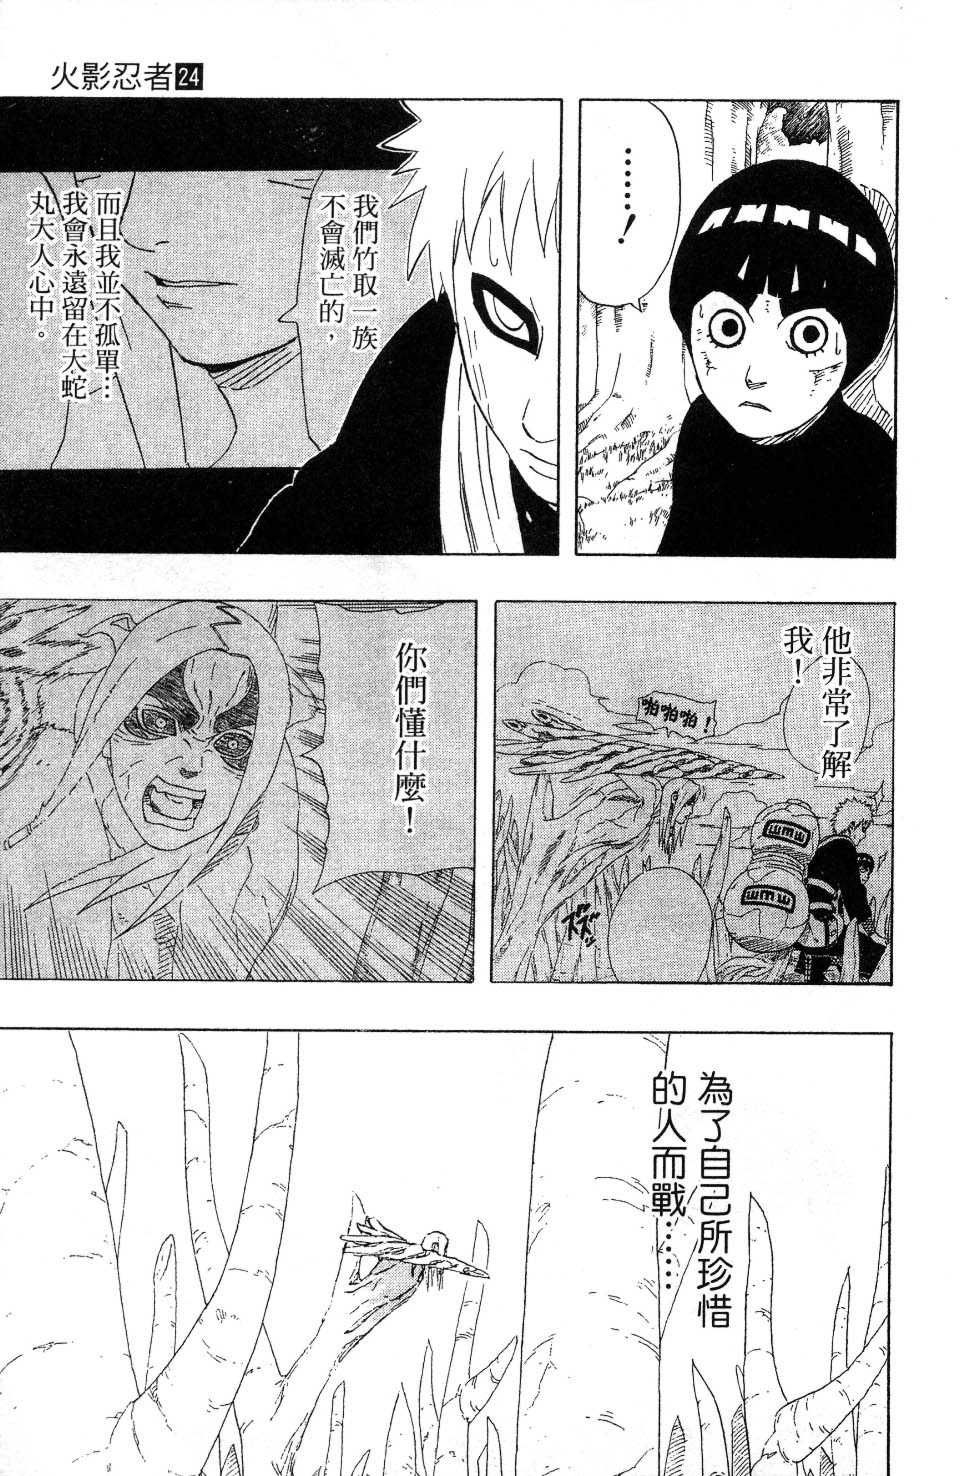 火影忍者24
……！
我們竹取一族
不會滅亡的，
而且我並不孤單…
我會永遠留在大蛇
丸大人心中。
他非常了解
我！
啪啪啪！
ズズ
你們懂什麼！
為了自己所珍惜
的人而戰……